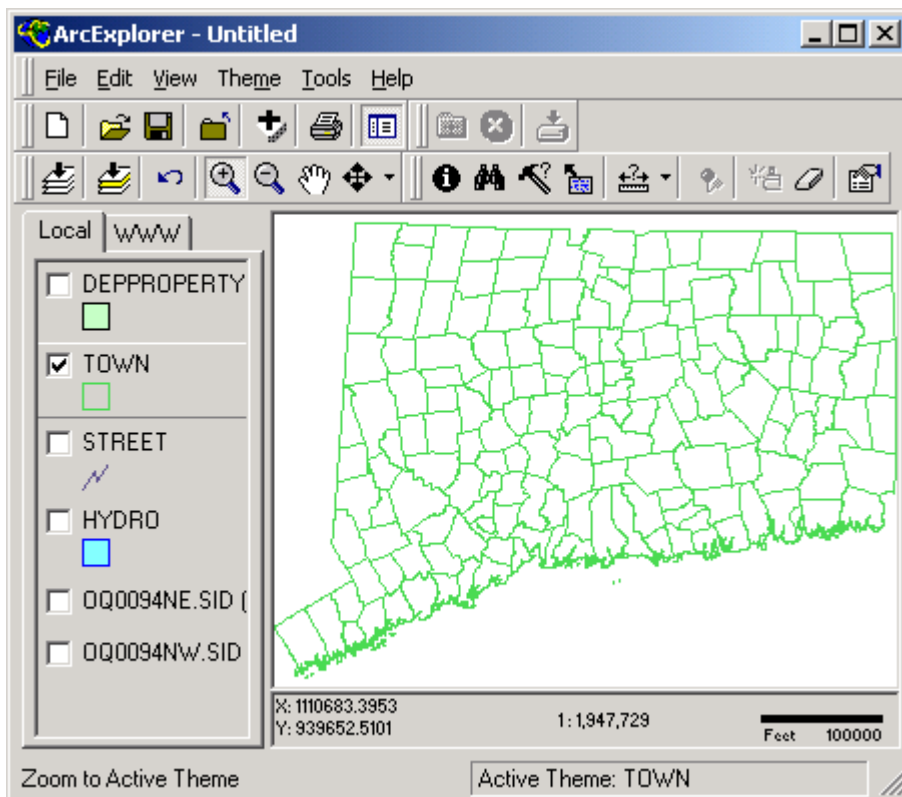 ArcExplorer - Untitled
File Edit View Theme Tools Help
Local WWW
DEPPROPERTY
TOWN
STREET
HYDRO
OQ0094NE.SID (
OQ0094NW.SID
X: 1110683.3953
Y: 939652.5101
1:1,947,729
Feet 100000
Zoom to Active Theme
Active Theme: TOWN